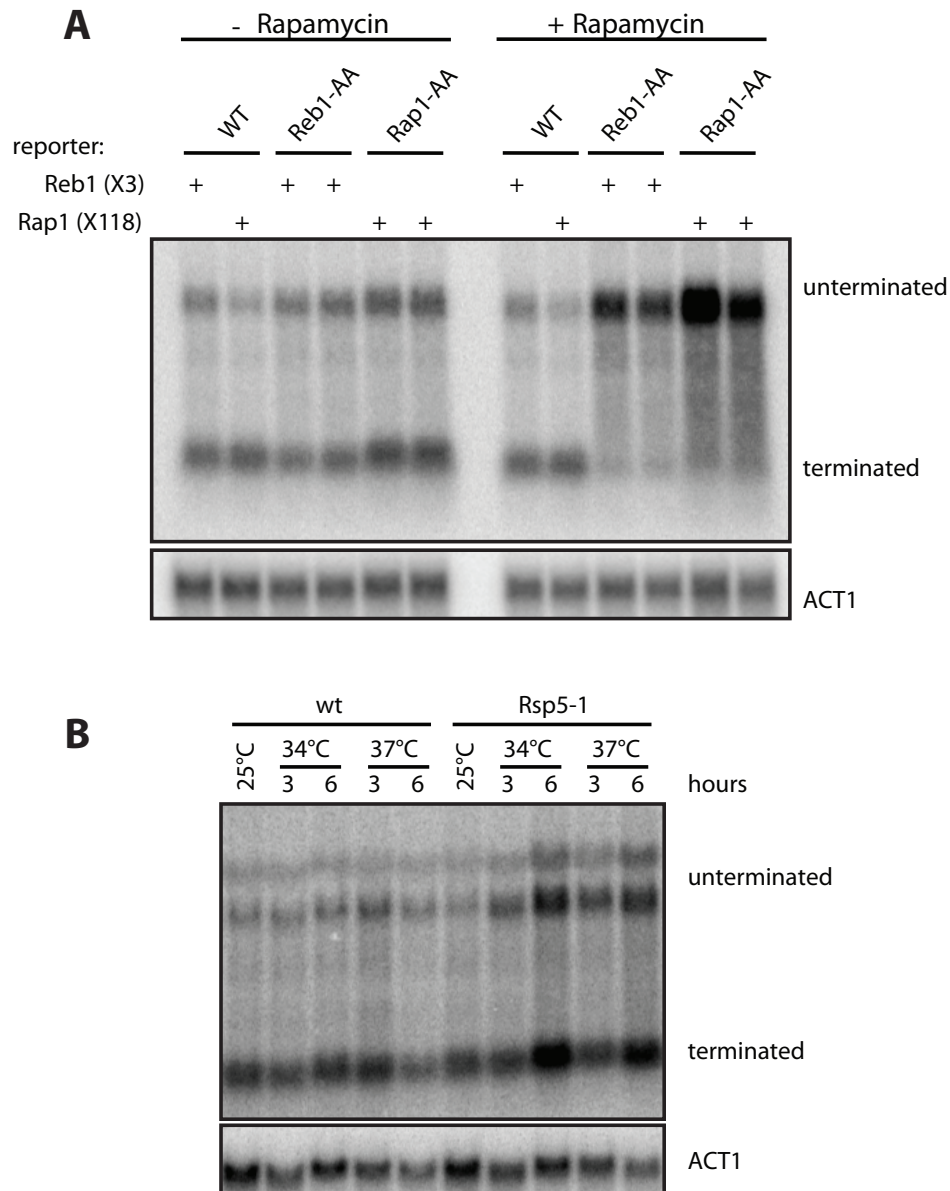 A
- Rapamycin + Rapamycin
WT Reb1-AA Rap1-AA WT Reb1-AA Rap1-AA
reporter:
Reb1 (X3) + + + + + +
Rap1 (X118) + + + + + +
unterminated
terminated
ACT1
B
wt Rsp5-1
25°C 34°C 37°C 25°C 34°C 37°C
3 6 3 6 3 6 3 6 hours
unterminated
terminated
ACT1